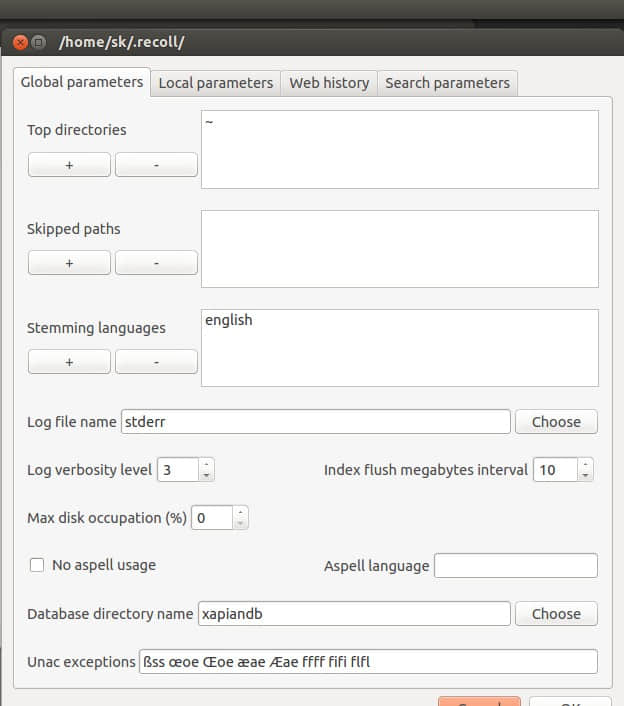 /home/sk/.recoll/
Global parameters Local parameters Web history Search parameters
Top directories
~
+ -
Skipped paths
+ -
Stemming languages
english
+ -
Log file name stderr Choose
Log verbosity level 3 Index flush megabytes interval 10
Max disk occupation (%) 0
No aspell usage Aspell language
Database directory name xapiandb Choose
Unac exceptions ßss œoe Œoe æae Æae ffff fifi flfl